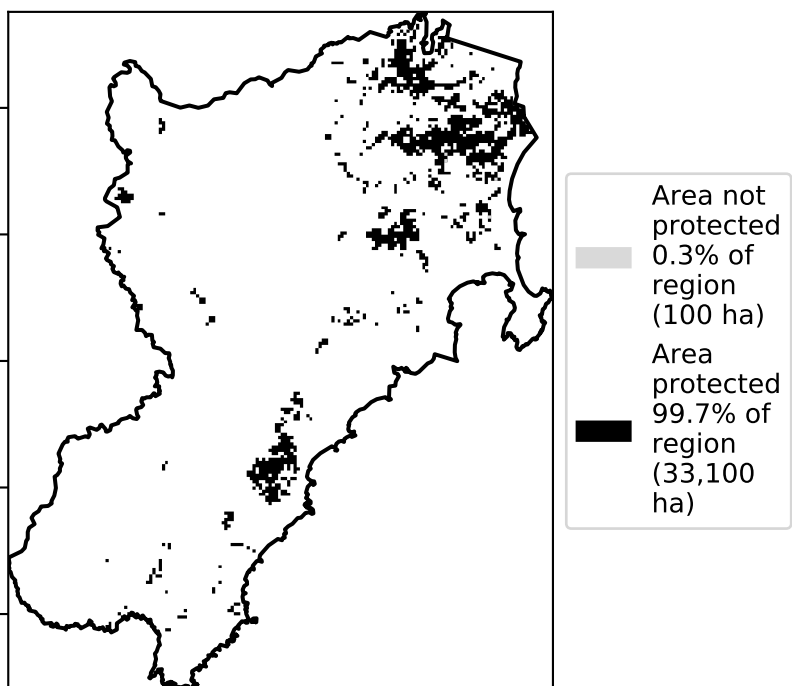 Area not
protected
0.3% of
region
(100 ha)
Area
protected
99.7% of
region
(33,100
ha)